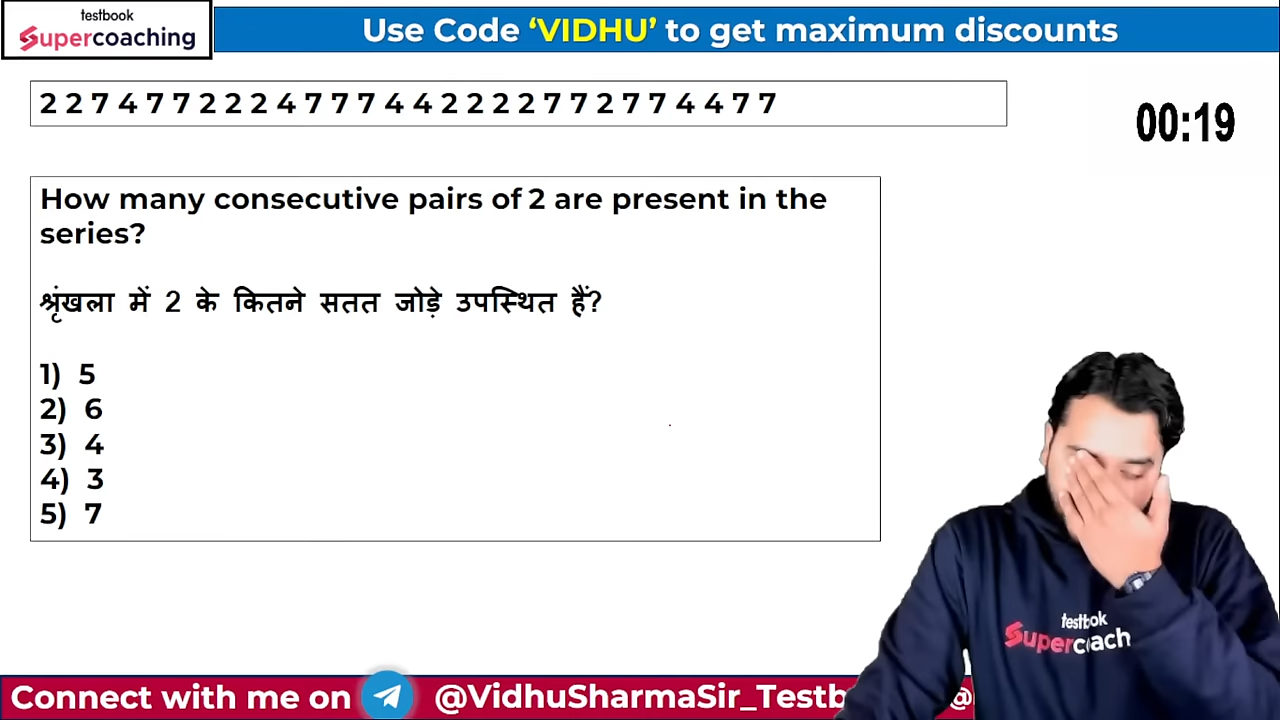 testbook
Supercoaching
Use Code ‘VIDHU’ to get maximum discounts
2 2 7 4 7 7 2 2 2 4 7 7 7 4 4 2 2 2 2 7 7 2 7 7 4 4 7 7
00:19
How many consecutive pairs of 2 are present in the
series?
श्रृंखला में 2 के कितने सतत जोड़े उपस्थित हैं?
1) 5
2) 6
3) 4
4) 3
5) 7
testbok
Supercoach
Connect with me on @VidhuSharmaSir_Testb @